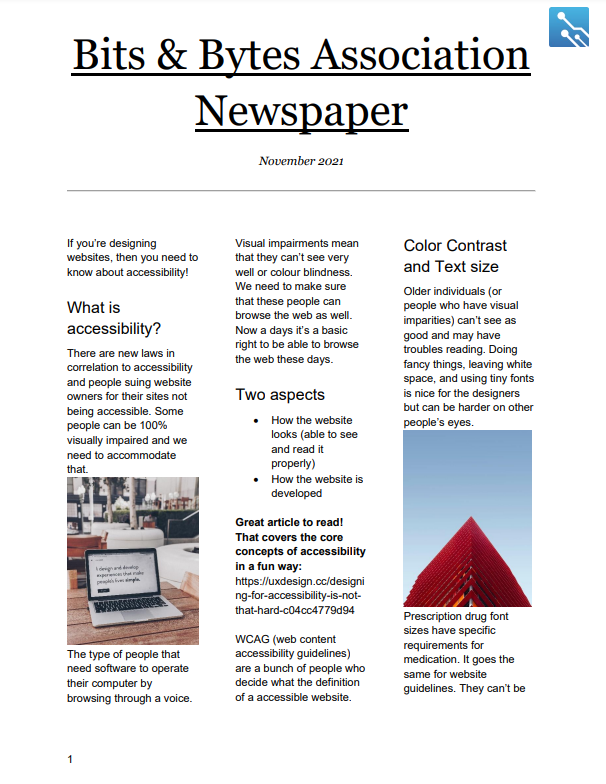 Bits & Bytes Association
Newspaper
November 2021
If you're designing
websites, then you need to
know about accessibility!
What is
accessibility?
There are new laws in
correlation to accessibility
and people suing website
owners for their sites not
being accessible. Some
people can be 100%
visually impaired and we
need to accommodate
that.
I design and develop
experiences that make
people's lives simple.
The type of people that
need software to operate
their computer by
browsing through a voice.
Visual impairments mean
that they can't see very
well or colour blindness.
We need to make sure
that these people can
browse the web as well.
Now a days it's a basic
right to be able to browse
the web these days.
Two aspects
• How the website
looks (able to see
and read it
properly)
• How the website is
developed
Great article to read!
That covers the core
concepts of accessibility
in a fun way:
https://uxdesign.cc/designi
ng-for-accessibility-is-not-
that-hard-c04cc4779d94
WCAG (web content
accessibility guidelines)
are a bunch of people who
decide what the definition
of a accessible website.
Color Contrast
and Text size
Older individuals (or
people who have visual
imparities) can't see as
good and may have
troubles reading. Doing
fancy things, leaving white
space, and using tiny fonts
is nice for the designers
but can be harder on other
people's eyes.
Prescription drug font
sizes have specific
requirements for
medication. It goes the
same for website
guidelines. They can't be
1